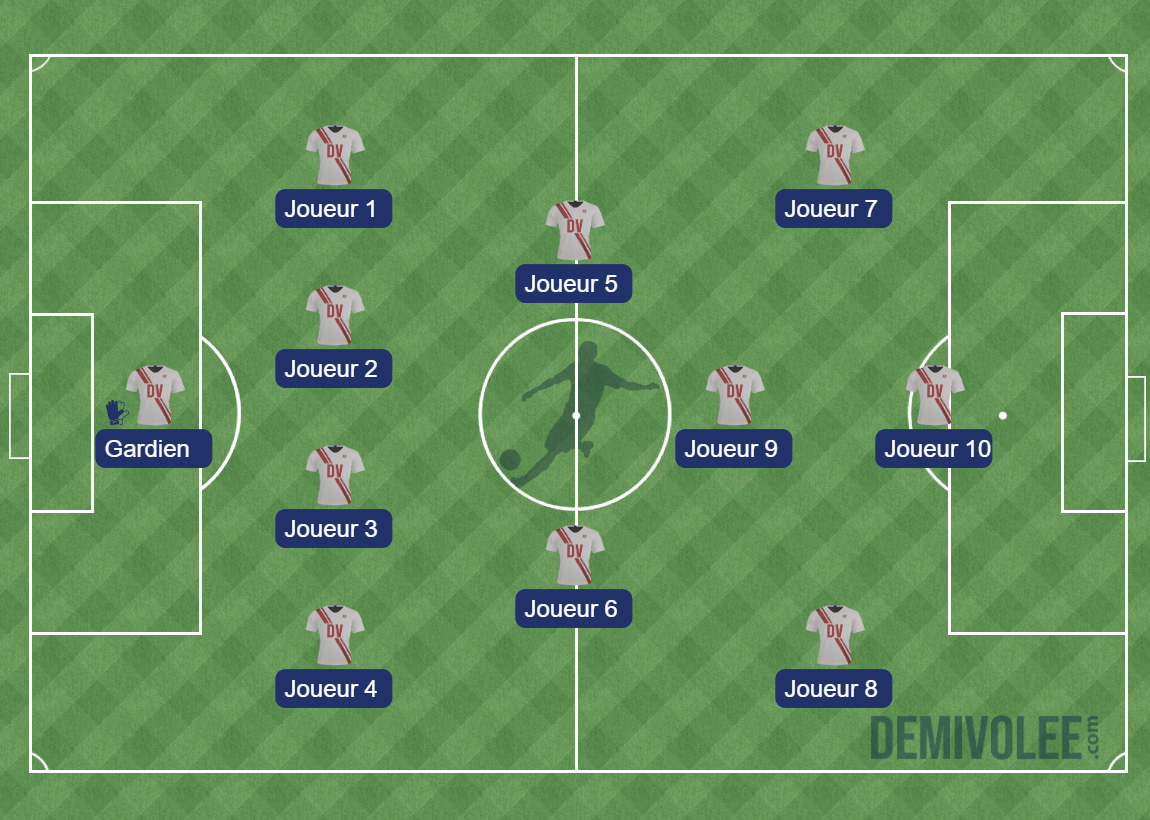 DV
Joueur 1
DV
Joueur 7
DV
Joueur 5
DV
Joueur 2
DV
Gardien
DV
Joueur 9
DV
Joueur 10
DV
Joueur 3
DV
Joueur 6
DV
Joueur 4
DV
Joueur 8
DEMIVOLEE.com